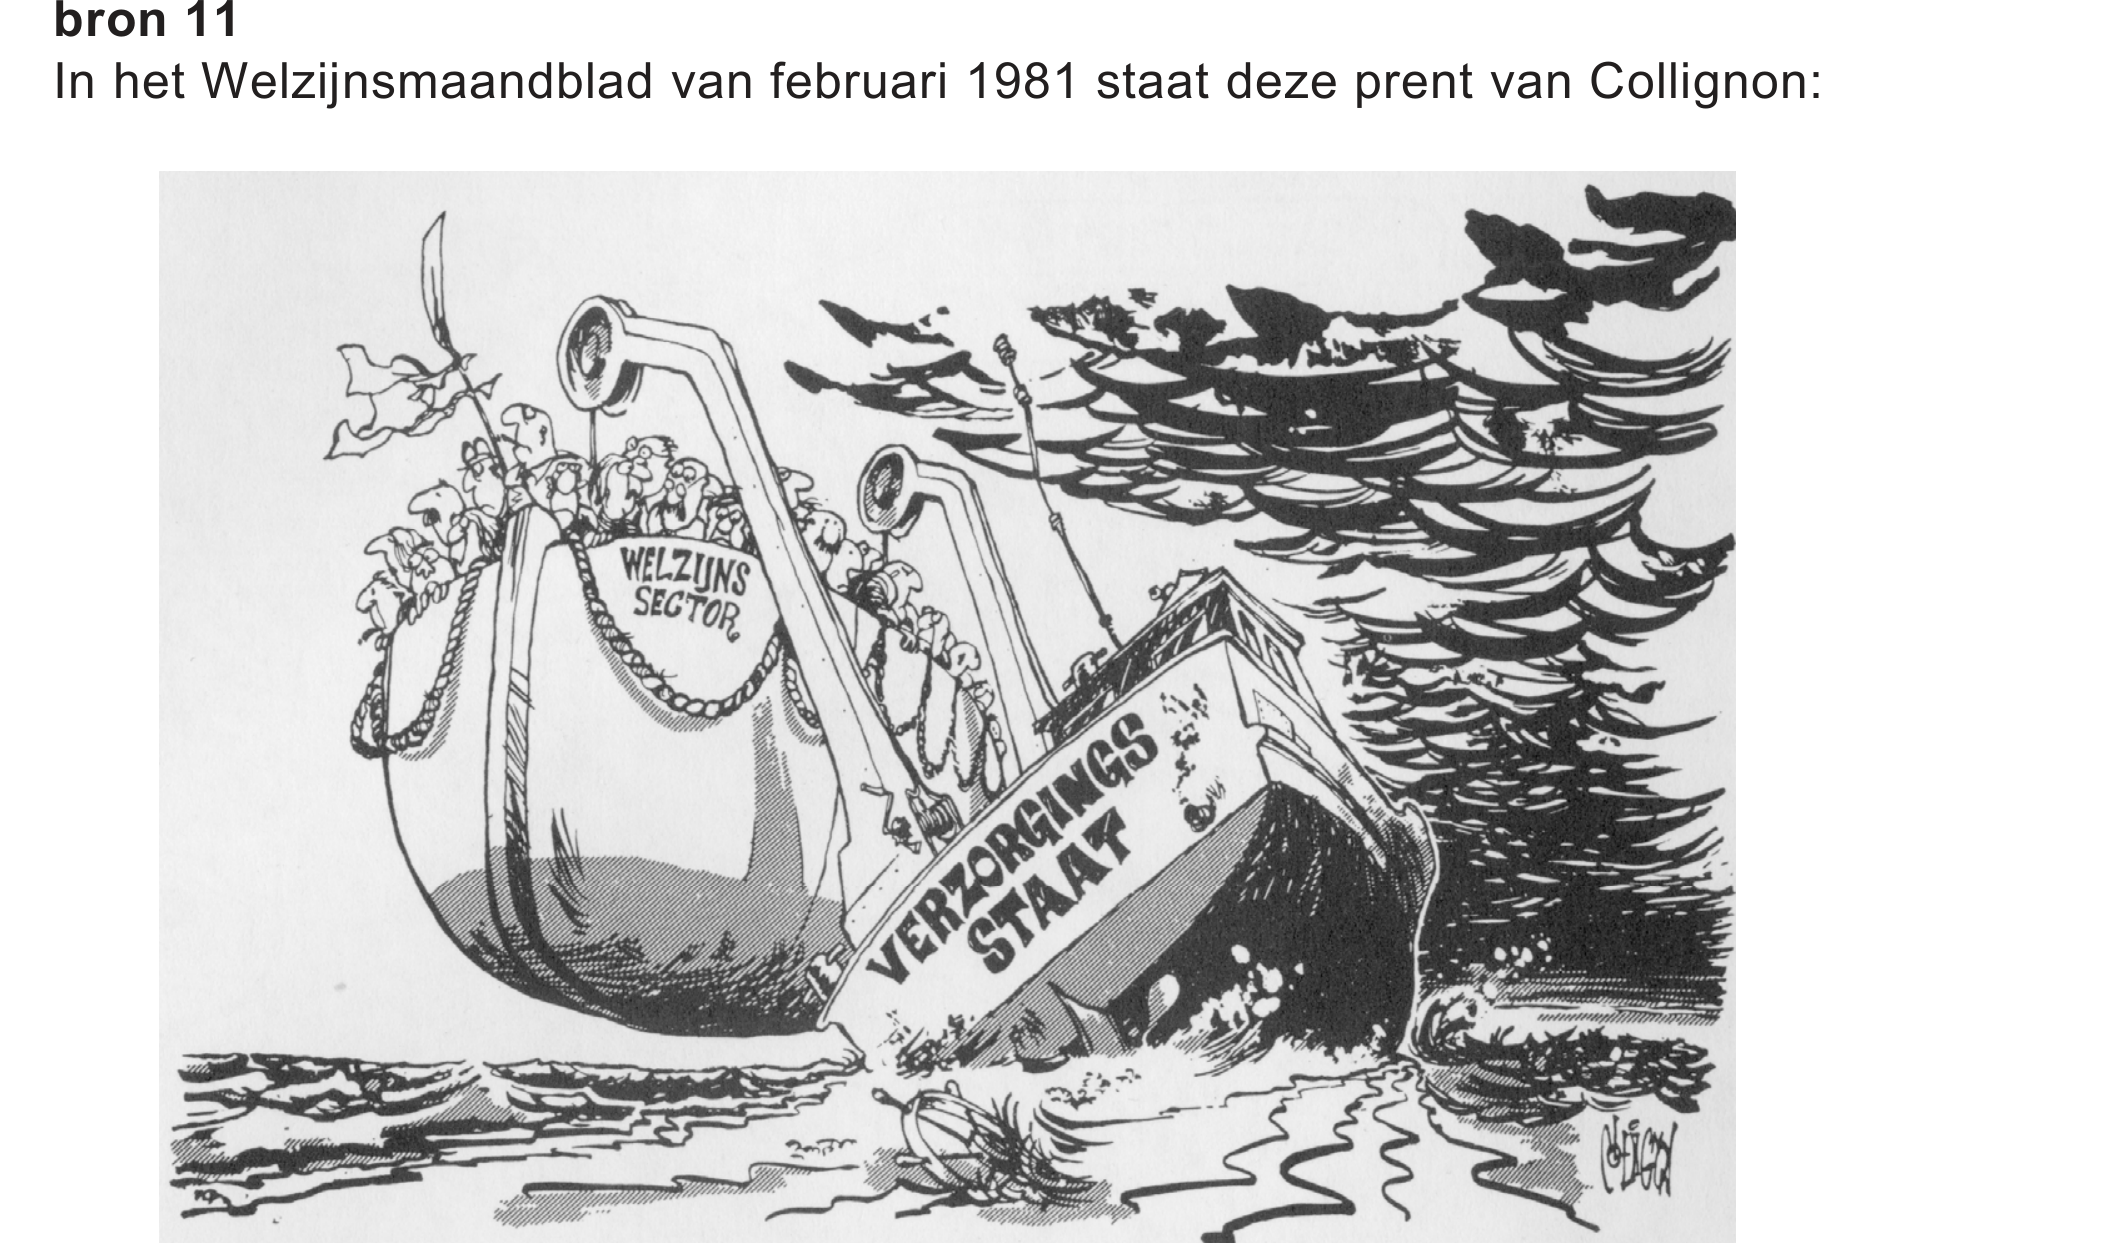 bron 11
In het Welzijnsmaandblad van februari 1981 staat deze prent van Collignon:
WELZIJNS
SECTOR
VERZORGINGS
STAAT